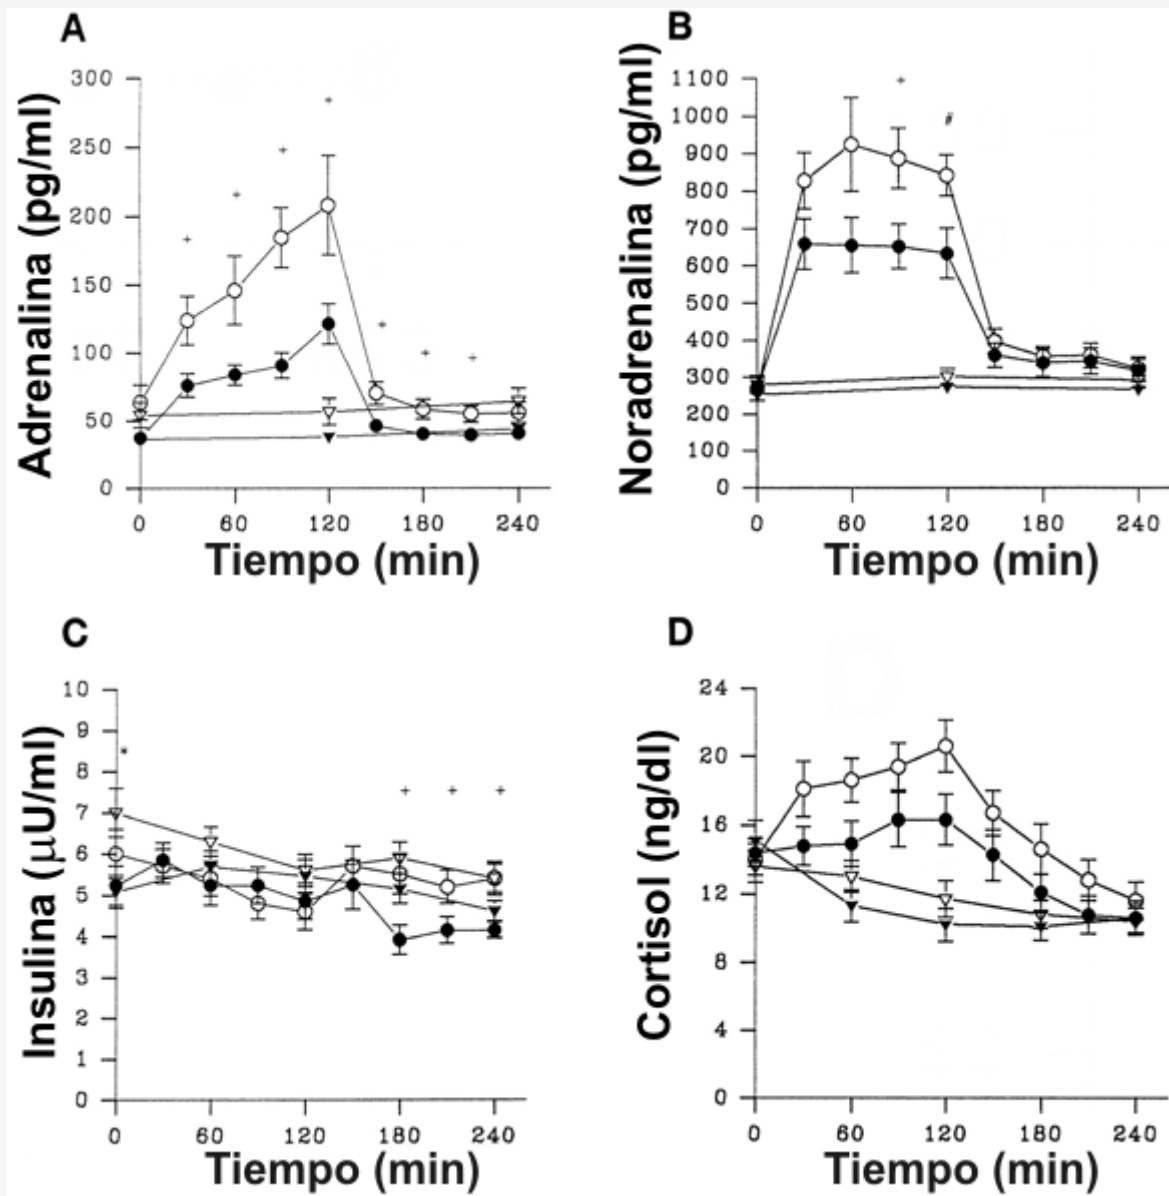 A
Adrenalina (pg/ml)
300
250
200
150
100
50
0
+
+
+
+
+
+
+
0 60 120 180 240
Tiempo (min)
B
Noradrenalina (pg/ml)
1100
1000
900
800
700
600
500
400
300
200
100
0
+
#
0 60 120 180 240
Tiempo (min)
C
Insulina (µU/ml)
10
9
8
7
6
5
4
3
2
1
0
*
+ + +
0 60 120 180 240
Tiempo (min)
D
Cortisol (ng/dl)
24
20
16
12
8
4
0
0 60 120 180 240
Tiempo (min)